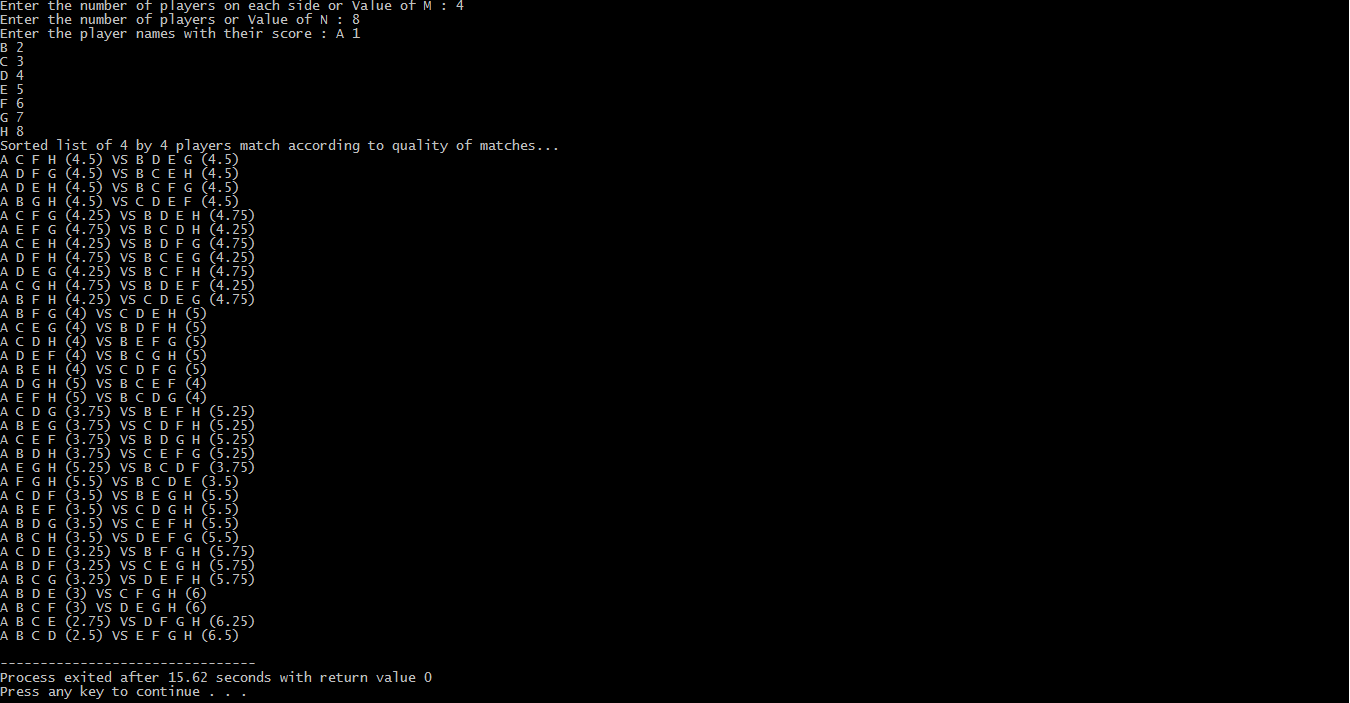 Enter the number of players on each side or Value of M : 4
Enter the number of players or Value of N : 8
Enter the player names with their score : A 1
B 2
C 3
D 4
E 5
F 6
G 7
H 8
Sorted list of 4 by 4 players match according to quality of matches...
A C F H (4.5) VS B D E G (4.5)
A D F G (4.5) VS B C E H (4.5)
A D E H (4.5) VS B C F G (4.5)
A B G H (4.5) VS C D E F (4.5)
A C F G (4.25) VS B D E H (4.75)
A E F G (4.75) VS B C D H (4.25)
A C E H (4.25) VS B D F G (4.75)
A D F H (4.75) VS B C E G (4.25)
A D E G (4.25) VS B C F H (4.75)
A C G H (4.75) VS B D E F (4.25)
A B F H (4.25) VS C D E G (4.75)
A B F G (4) VS C D E H (5)
A C E G (4) VS B D F H (5)
A C D H (4) VS B E F G (5)
A D E F (4) VS B C G H (5)
A B E H (4) VS C D F G (5)
A D G H (5) VS B C E F (4)
A E F H (5) VS B C D G (4)
A C D G (3.75) VS B E F H (5.25)
A B E G (3.75) VS C D F H (5.25)
A C E F (3.75) VS B D G H (5.25)
A B D H (3.75) VS C E F G (5.25)
A E G H (5.25) VS B C D F (3.75)
A F G H (5.5) VS B C D E (3.5)
A C D F (3.5) VS B E G H (5.5)
A B E F (3.5) VS C D G H (5.5)
A B D G (3.5) VS C E F H (5.5)
A B C H (3.5) VS D E F G (5.5)
A C D E (3.25) VS B F G H (5.75)
A B D F (3.25) VS C E G H (5.75)
A B C G (3.25) VS D E F H (5.75)
A B D E (3) VS C F G H (6)
A B C F (3) VS D E G H (6)
A B C E (2.75) VS D F G H (6.25)
A B C D (2.5) VS E F G H (6.5)
--------------------------------
Process exited after 15.62 seconds with return value 0
Press any key to continue . . .